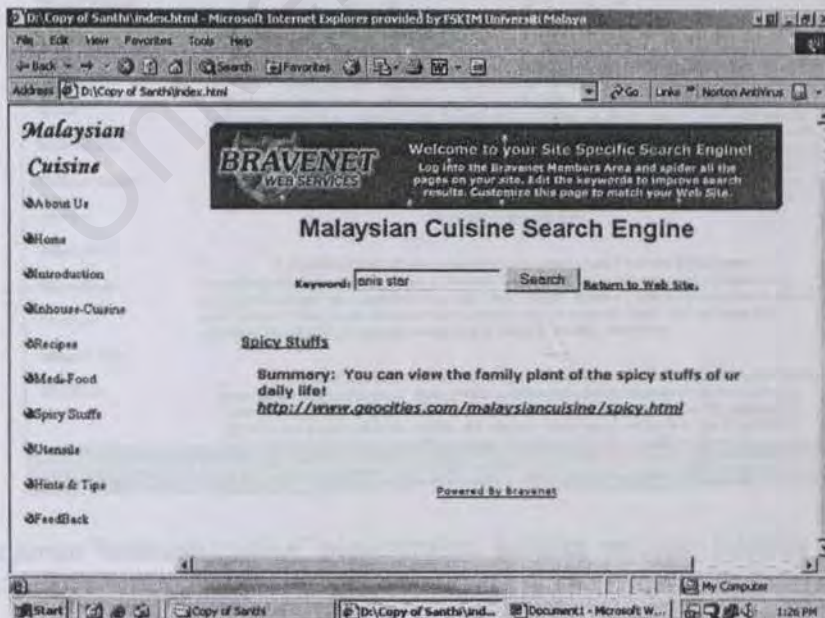 D:\Copy of Santhi\index.html - Microsoft Internet Explorer provided by FSKTM Universiti Malaya
File Edit View Favorites Tools Help
Back Search Favorites
Address D:\Copy of Santhi\index.html Go Links » Norton AntiVirus
Malaysian
Cuisine
About Us
Home
Introduction
Inhouse-Cuisine
Recipes
Medi-Food
Spicy Stuffs
Utensils
Hints & Tips
FeedBack
BRAVENET
WEB SERVICES
Welcome to your Site Specific Search Engine!
Log into the Bravenet Members Area and spider all the
pages on your site. Edit the keywords to improve search
results. Customize this page to match your Web Site.
Malaysian Cuisine Search Engine
Keyword: anis star Search Return to Web Site.
Spicy Stuffs
Summary: You can view the family plant of the spicy stuffs of ur
daily life!
http://www.geocities.com/malaysiancuisine/spicy.html
Powered By Bravenet
My Computer
Start Copy of Santhi D:\Copy of Santhi\ind... Document1 - Microsoft W... 1:26 PM